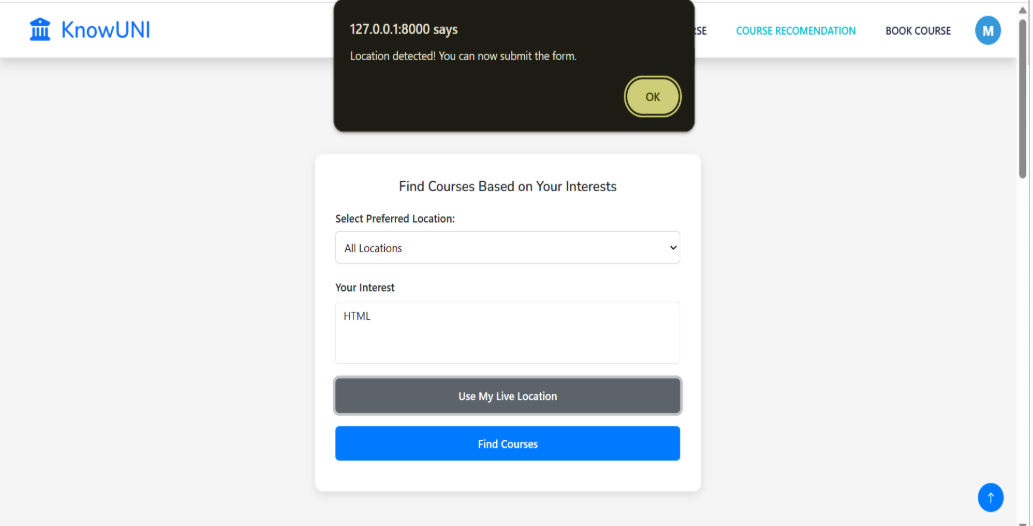 KnowUNI
COURSE RECOMENDATION
BOOK COURSE
M
127.0.0.1:8000 says
Location detected! You can now submit the form.
OK
Find Courses Based on Your Interests
Select Preferred Location:
All Locations
Your Interest
HTML
Use My Live Location
Find Courses